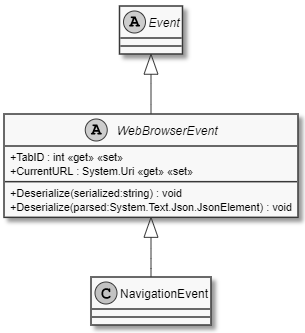 A Event
A WebBrowserEvent
+TabID : int «get» «set»
+CurrentURL : System.Uri «get» «set»
+Deserialize(serialized:string) : void
+Deserialize(parsed:System.Text.Json.JsonElement) : void
C NavigationEvent